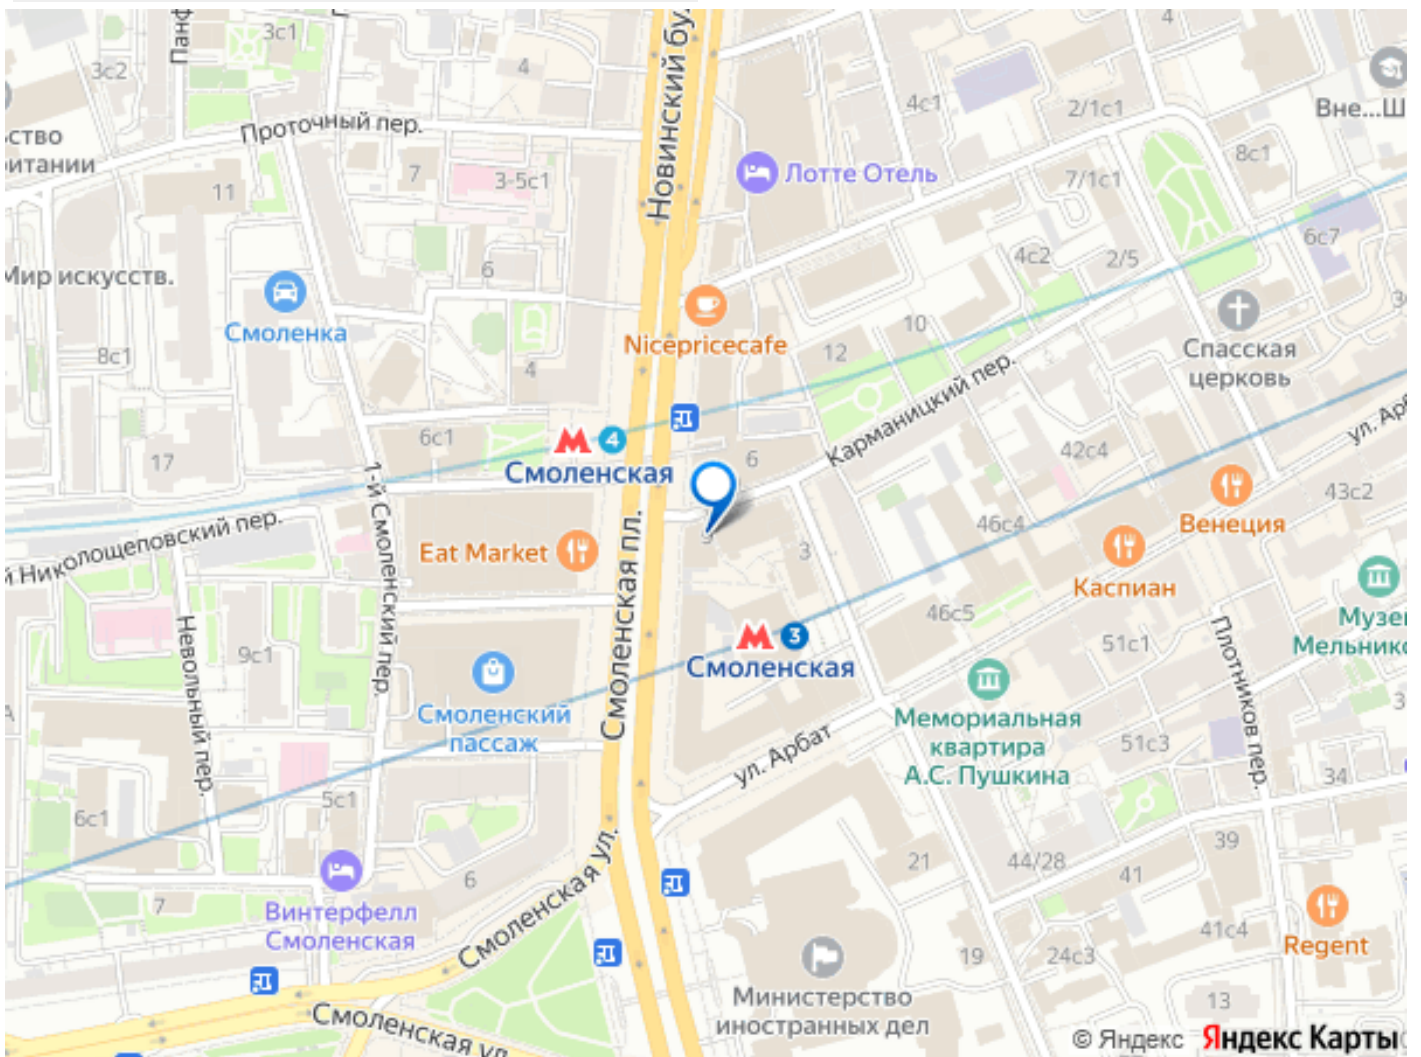 3с1
Панф
3с2
4
Новинский бу
4
4с1
2/1с1
Вне...Ш
ство
итании
Проточный пер.
11
7
3-5с1
Лотте Отель
7/1с1
8с1
6с7
Мир искусств.
6
4с2
2/5
Смоленка
Nicepricecafe
10
12
Спасская
церковь
8с1
4
6с1
17
4
Смоленская
6
Карманицкий пер.
42с4
ул. Арб
1-й Смоленский пер.
43с2
Венеция
46с4
й Николощеповский пер.
Eat Market
Смоленская пл.
3
Каспиан
Музе
Мельник
Невольный пер.
9с1
3
Смоленская
46с5
51с1
Плотников пер.
Смоленский
пассаж
Мемориальная
квартира
А.С. Пушкина
ул. Арбат
51с3
34
5с1
6с1
39
21
44/28
41
6
7
Винтерфелл
Смоленская
Смоленская ул.
41с4
Regent
19
24с3
Министерство
иностранных дел
13
Смоленская ул
© Яндекс Яндекс Карты